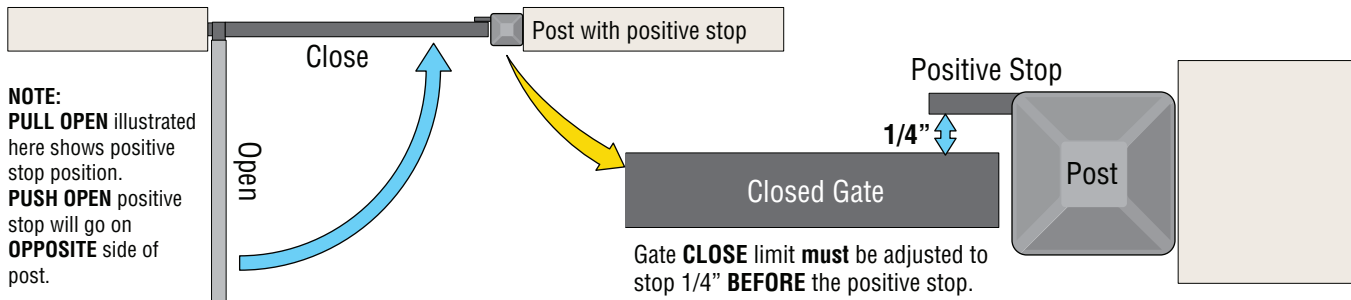 Post with positive stop
Close
NOTE:
PULL OPEN illustrated
here shows positive
stop position.
PUSH OPEN positive
stop will go on
OPPOSITE side of
post.
Open
Positive Stop
1/4”
Closed Gate
Post
Gate CLOSE limit must be adjusted to
stop 1/4” BEFORE the positive stop.